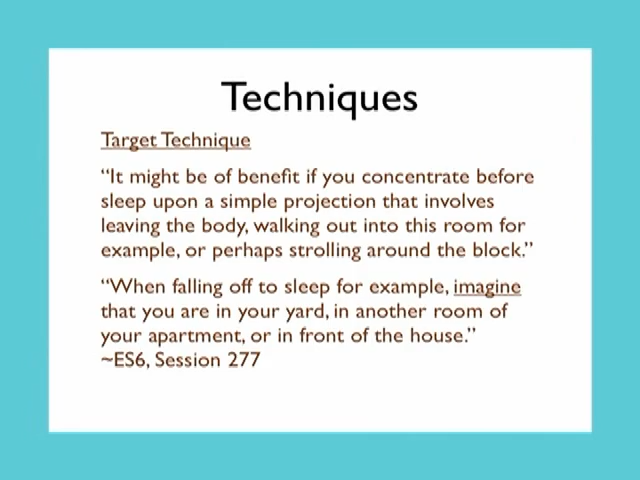 Techniques
Target Technique
“It might be of benefit if you concentrate before
sleep upon a simple projection that involves
leaving the body, walking out into this room for
example, or perhaps strolling around the block.”
“When falling off to sleep for example, imagine
that you are in your yard, in another room of
your apartment, or in front of the house.”
~ES6, Session 277